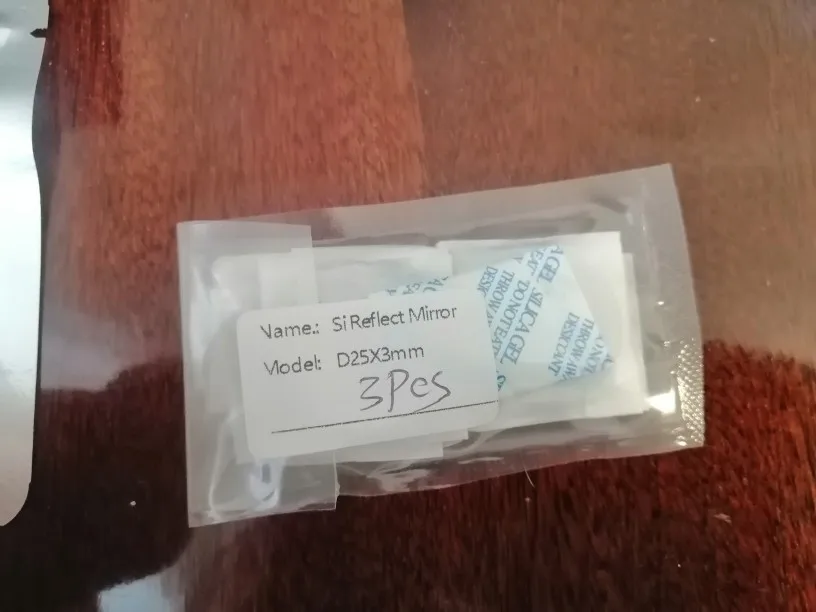 Name.: Si Reflect Mirror
Model: D25X3mm
3Pcs
SILICA GEL
DO NOT EAT
THROW AWAY
DESICCANT